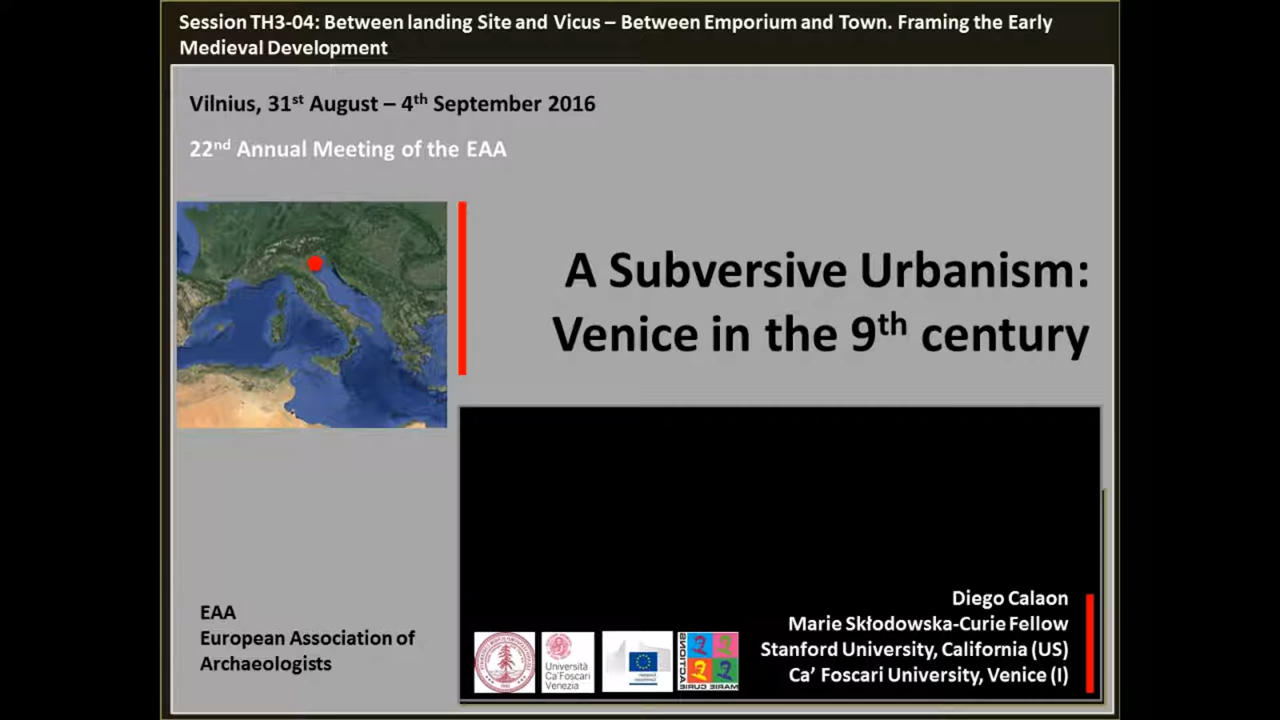 Session TH3-04: Between landing Site and Vicus – Between Emporium and Town. Framing the Early
Medieval Development
Vilnius, 31st August – 4th September 2016
22nd Annual Meeting of the EAA
A Subversive Urbanism:
Venice in the 9th century
EAA
European Association of
Archaeologists
Diego Calaon
Marie Skłodowska-Curie Fellow
Stanford University, California (US)
Ca’ Foscari University, Venice (I)
Università
Ca'Foscari
Venezia
MARIE CURIE
ACTIONS